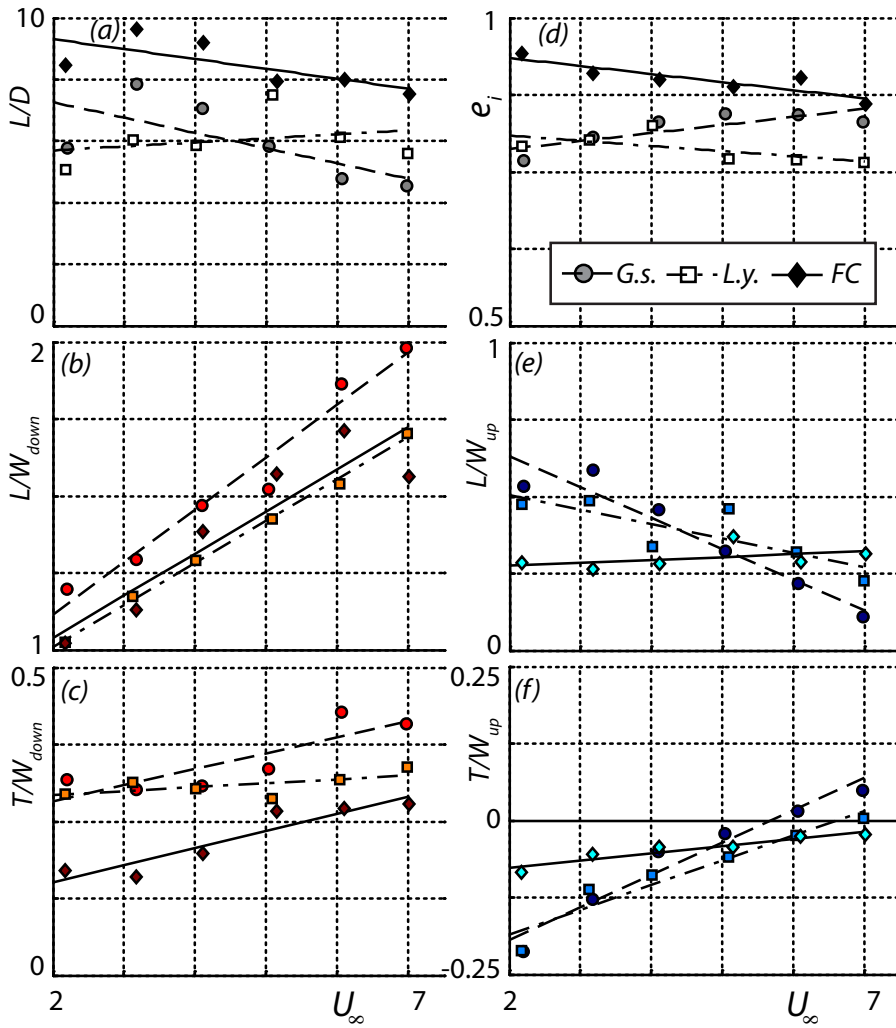 (a)
10
L/D
0
(d)
1
e_i
0.5
G.s. L.y. FC
(b)
2
L/W_down
1
(e)
1
L/W_up
0
(c)
0.5
T/W_down
0
2 U_∞ 7
(f)
0.25
T/W_up
0
-0.25
2 U_∞ 7